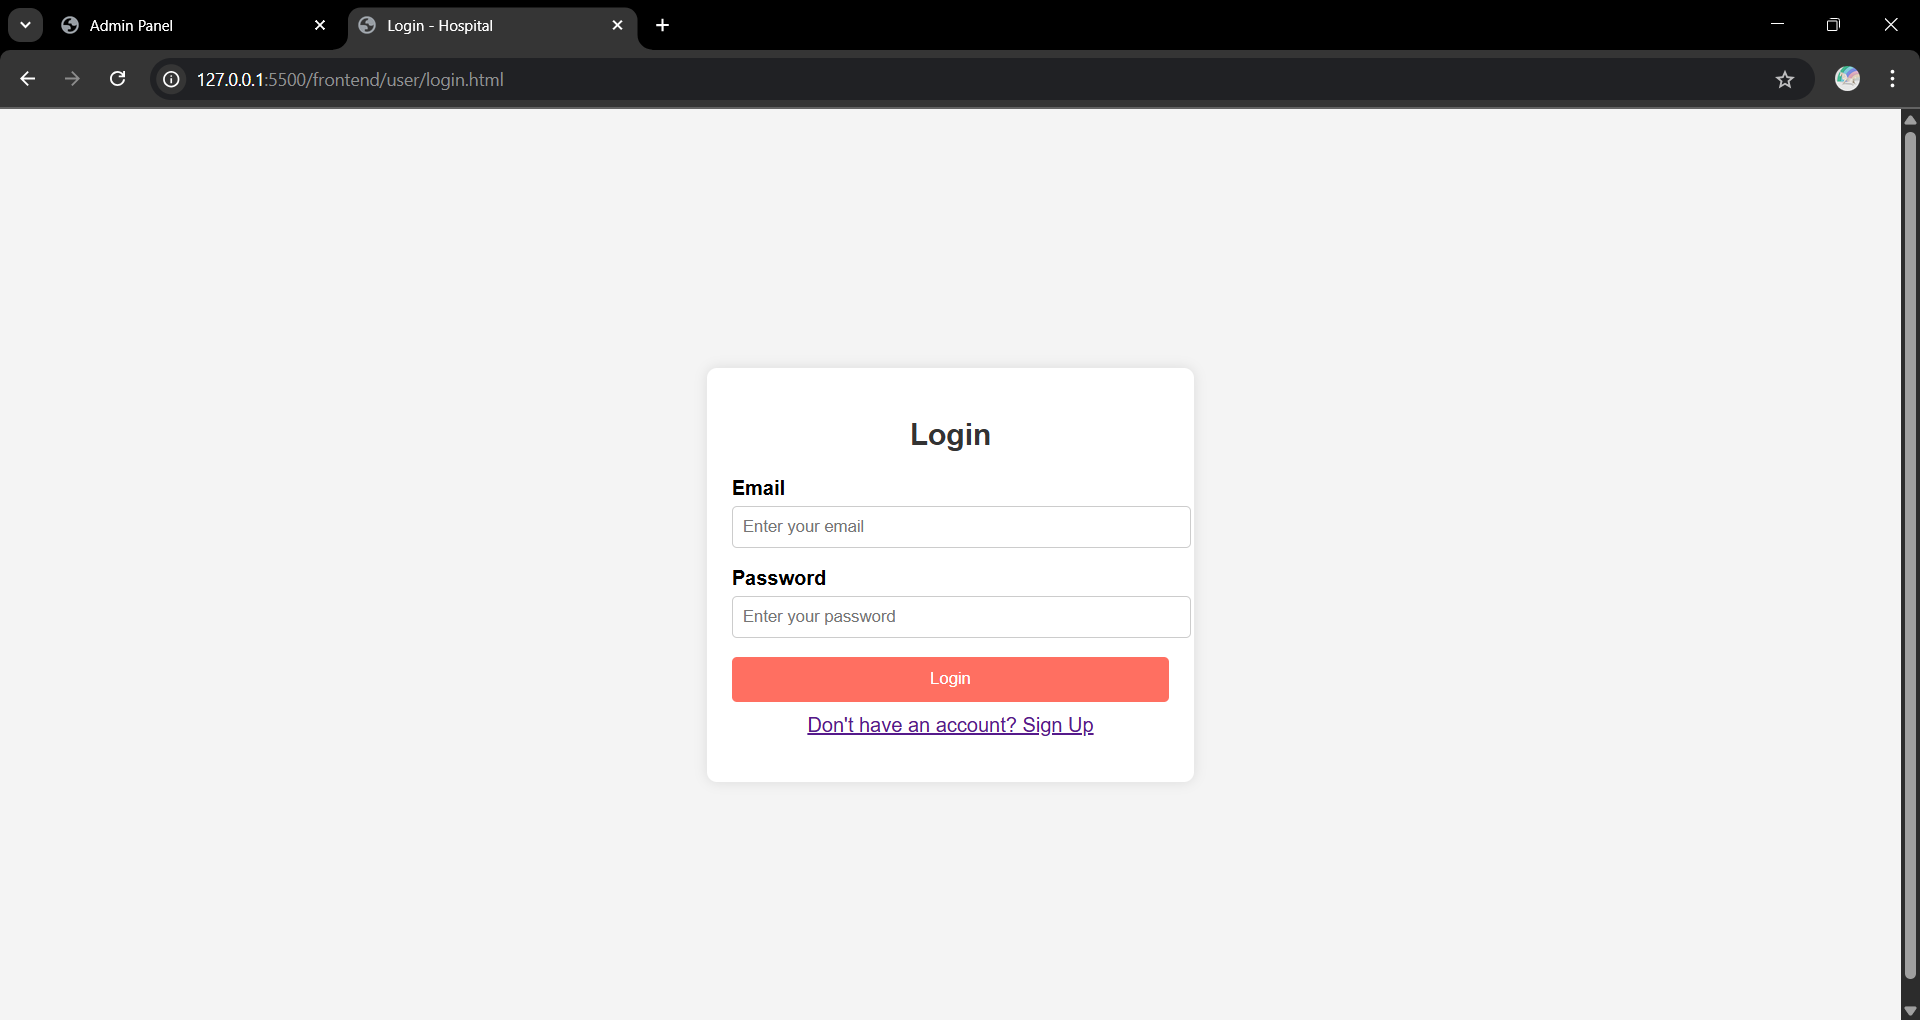 Admin Panel
Login - Hospital
127.0.0.1:5500/frontend/user/login.html
Login
Email
Enter your email
Password
Enter your password
Login
Don't have an account? Sign Up